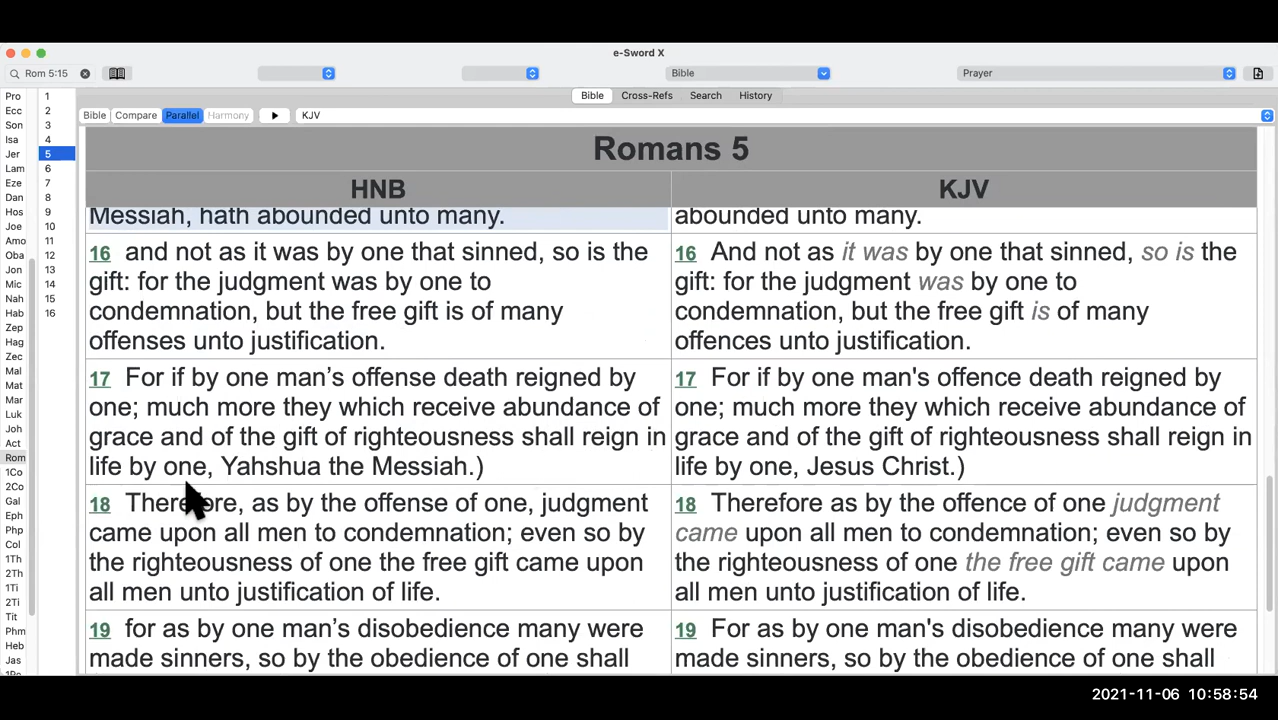 e-Sword X
Rom 5:15
Bible
Prayer
Bible Cross-Refs Search History
Bible Compare Parallel Harmony KJV
Pro
Ecc
Son
Isa
Jer
Lam
Eze
Dan
Hos
Joe
Amo
Oba
Jon
Mic
Nah
Hab
Zep
Hag
Zec
Mal
Mat
Mar
Luk
Joh
Act
Rom
1Co
2Co
Gal
Eph
Php
Col
1Th
2Th
1Ti
2Ti
Tit
Phm
Heb
Jas
1
2
3
4
5
6
7
8
9
10
11
12
13
14
15
16
Romans 5
HNB
Messiah, hath abounded unto many.
16 and not as it was by one that sinned, so is the
gift: for the judgment was by one to
condemnation, but the free gift is of many
offenses unto justification.
17 For if by one man’s offense death reigned by
one; much more they which receive abundance of
grace and of the gift of righteousness shall reign in
life by one, Yahshua the Messiah.)
18 Therefore, as by the offense of one, judgment
came upon all men to condemnation; even so by
the righteousness of one the free gift came upon
all men unto justification of life.
19 for as by one man’s disobedience many were
made sinners, so by the obedience of one shall
KJV
abounded unto many.
16 And not as it was by one that sinned, so is the
gift: for the judgment was by one to
condemnation, but the free gift is of many
offences unto justification.
17 For if by one man's offence death reigned by
one; much more they which receive abundance of
grace and of the gift of righteousness shall reign in
life by one, Jesus Christ.)
18 Therefore as by the offence of one judgment
came upon all men to condemnation; even so by
the righteousness of one the free gift came upon
all men unto justification of life.
19 For as by one man's disobedience many were
made sinners, so by the obedience of one shall
2021-11-06 10:58:54